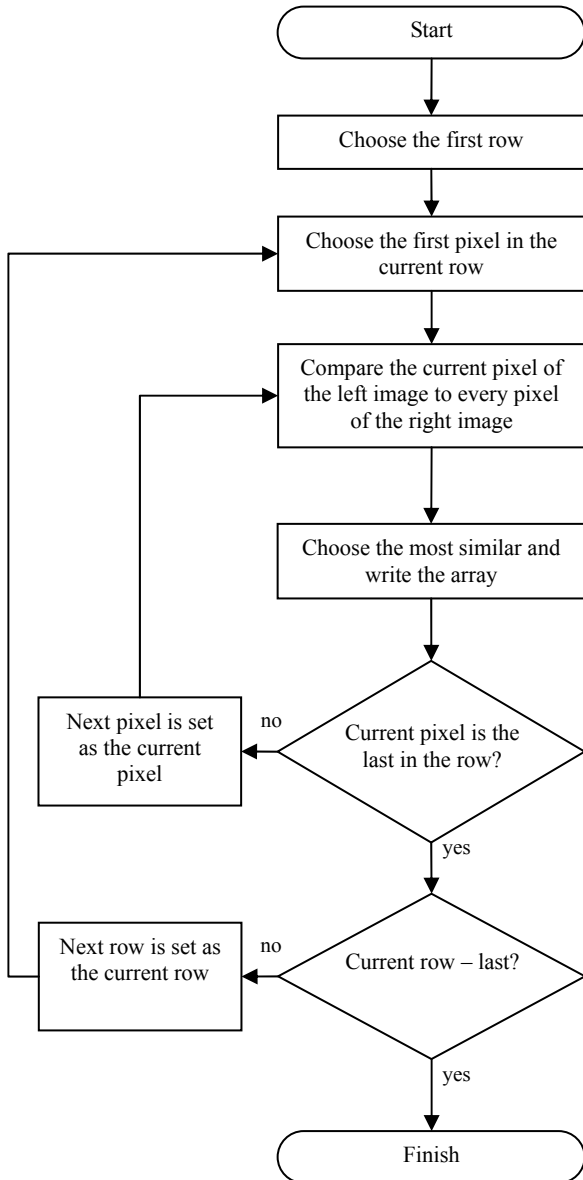 Start
Choose the first row
Choose the first pixel in the
current row
Compare the current pixel of
the left image to every pixel
of the right image
Choose the most similar and
write the array
Next pixel is set
as the current
pixel
no
Current pixel is the
last in the row?
yes
Next row is set as
the current row
no
Current row – last?
yes
Finish